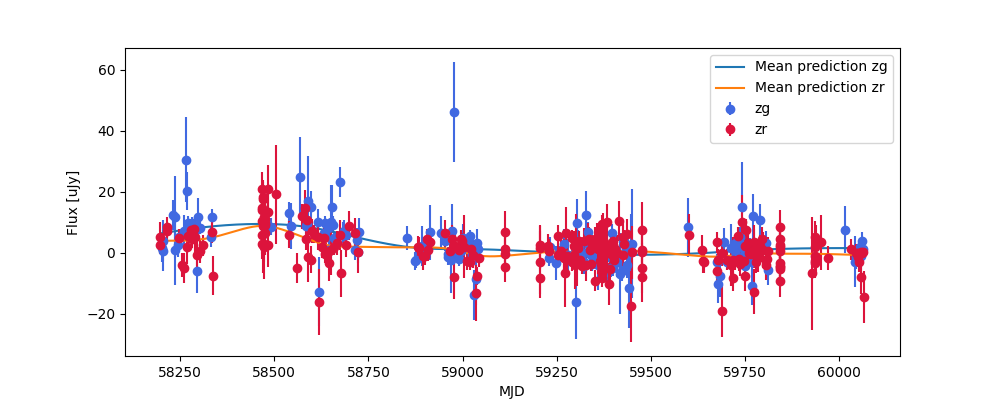 60
40
20
0
−20
Flux [uJy]
58250 58500 58750 59000 59250 59500 59750 60000
MJD
Mean prediction zg
Mean prediction zr
zg
zr